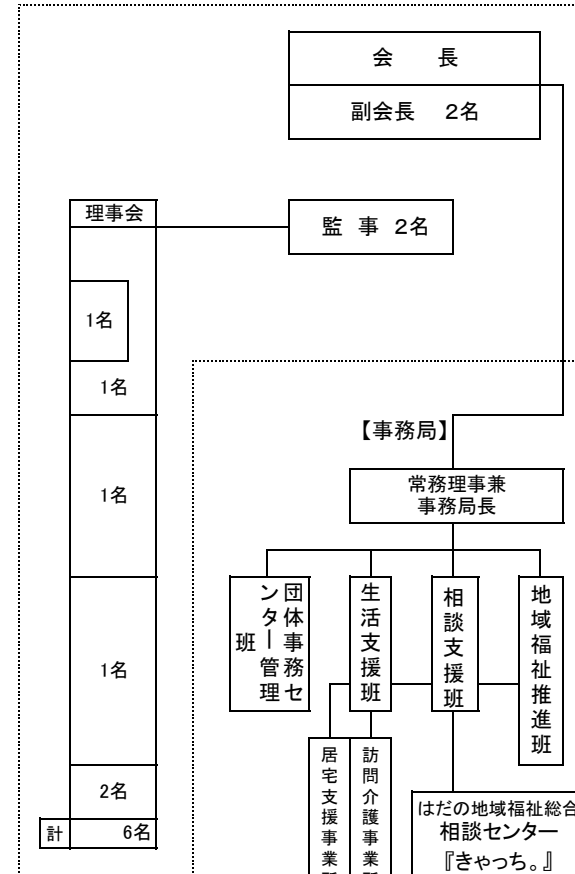 会　長
副会長　2名
理事会
監　事　2名
1名
1名
1名
1名
2名
計　6名
【事務局】
常務理事兼
事務局長
団体事務セ
ンター管理
班
生活支援班
相談支援班
地域福祉推進班
居宅支援事業
訪問介護事業
はだの地域福祉総合
相談センター
『きゃっち。』